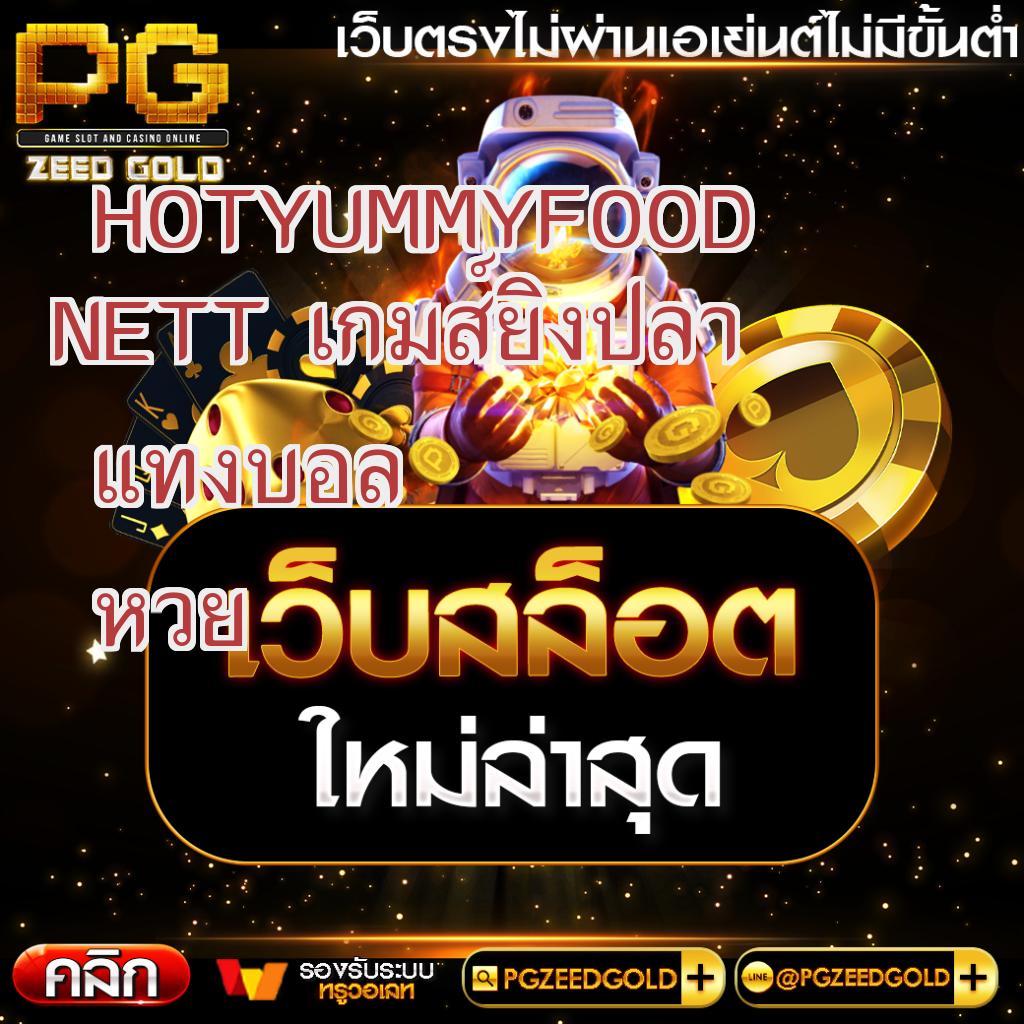 เว็บตรงไม่ผ่านเอเย่นต์ไม่มีขั้นต่ำ
PG
GAME SLOT AND CASINO ONLINE
ZEED GOLD
HOTYUMMYFOOD
NETT เกมส์ยิงปลา
แทงบอล
หวย
เว็บสล็อต
ใหม่ล่าสุด
คลิก
รองรับระบบ
ทรูวอเลท
PGZEEDGOLD
LINE @PGZEEDGOLD